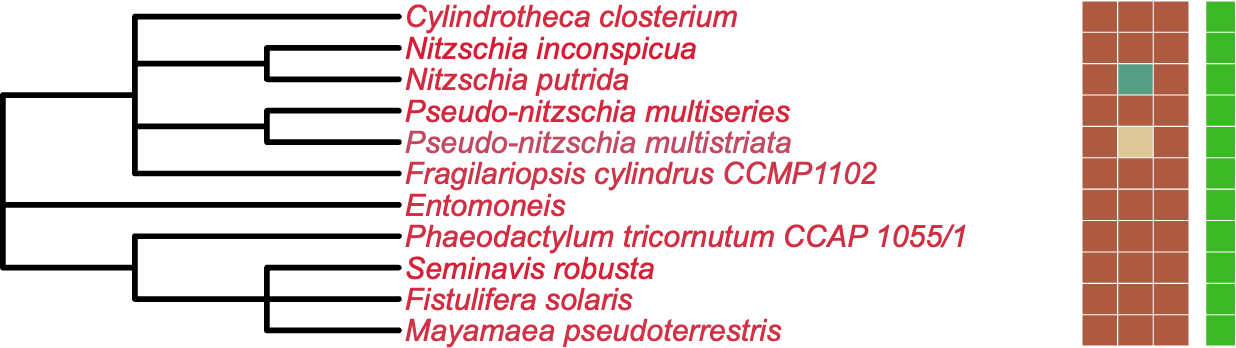 Cylindrotheca closterium
Nitzschia inconspicua
Nitzschia putrida
Pseudo-nitzschia multiseries
Pseudo-nitzschia multistriata
Fragilariopsis cylindrus CCMP1102
Entomoneis
Phaeodactylum tricornutum CCAP 1055/1
Seminavis robusta
Fistulifera solaris
Mayamaea pseudoterrestris